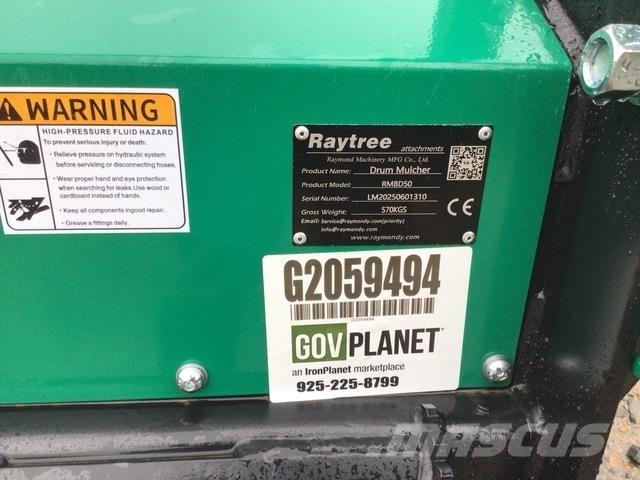 WARNING
HIGH-PRESSURE FLUID HAZARD
To prevent serious injury or death:
• Relieve pressure on hydraulic system
before servicing or disconnecting hoses.
• Wear proper hand and eye protection
when searching for leaks.Use wood or
cardboard instead of hands.
• Keep all components ingood repair.
• Grease a fittings daily.
Raytree attachments
Raymond Machinery MFG Co., Ltd.
Product Name: Drum Mulcher
Product Model: RMBD50
Serial Number: LM20250601310
Gross Weight: 570KGS
CE
Email: Service@raymondy.com(priority)
info@raymondy.com
www.raymondy.com
G2059494
G2059494
GOV PLANET
an IronPlanet marketplace
925-225-8799
MASCUS